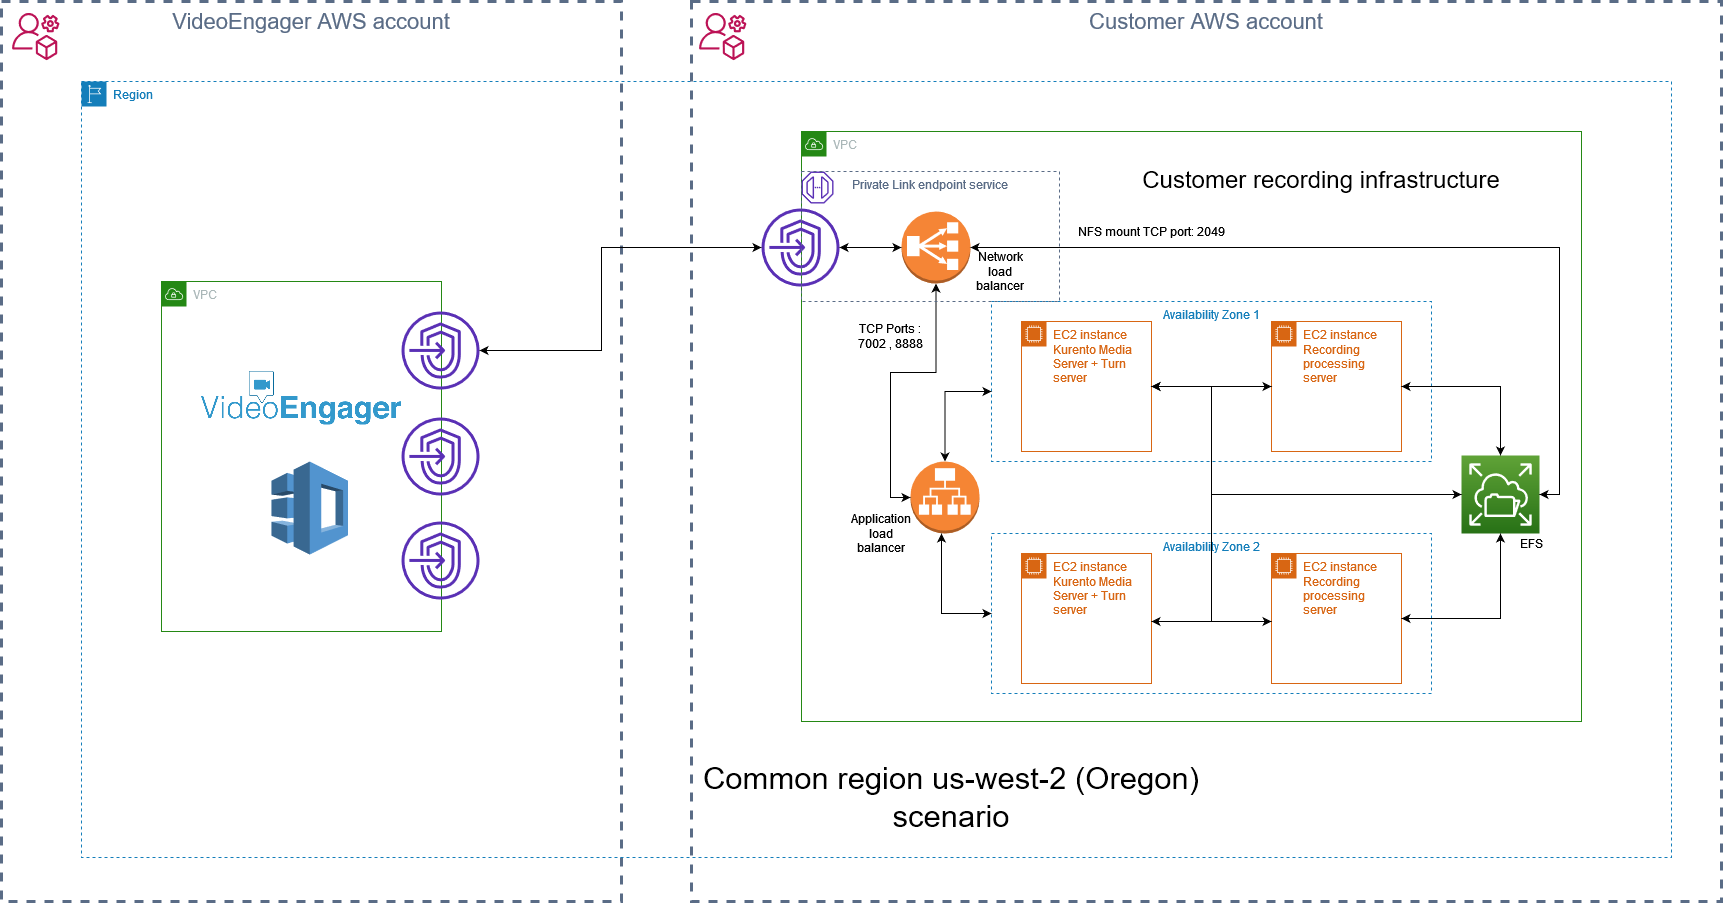 VideoEngager AWS account
Customer AWS account
Region
VPC
VideoEngager
VPC
Private Link endpoint service
Customer recording infrastructure
NFS mount TCP port: 2049
Network
load
balancer
TCP Ports :
7002 , 8888
Availability Zone 1
EC2 instance
Kurento Media
Server + Turn
server
EC2 instance
Recording
processing
server
Application
load
balancer
EFS
Availability Zone 2
EC2 instance
Kurento Media
Server + Turn
server
EC2 instance
Recording
processing
server
Common region us-west-2 (Oregon)
scenario